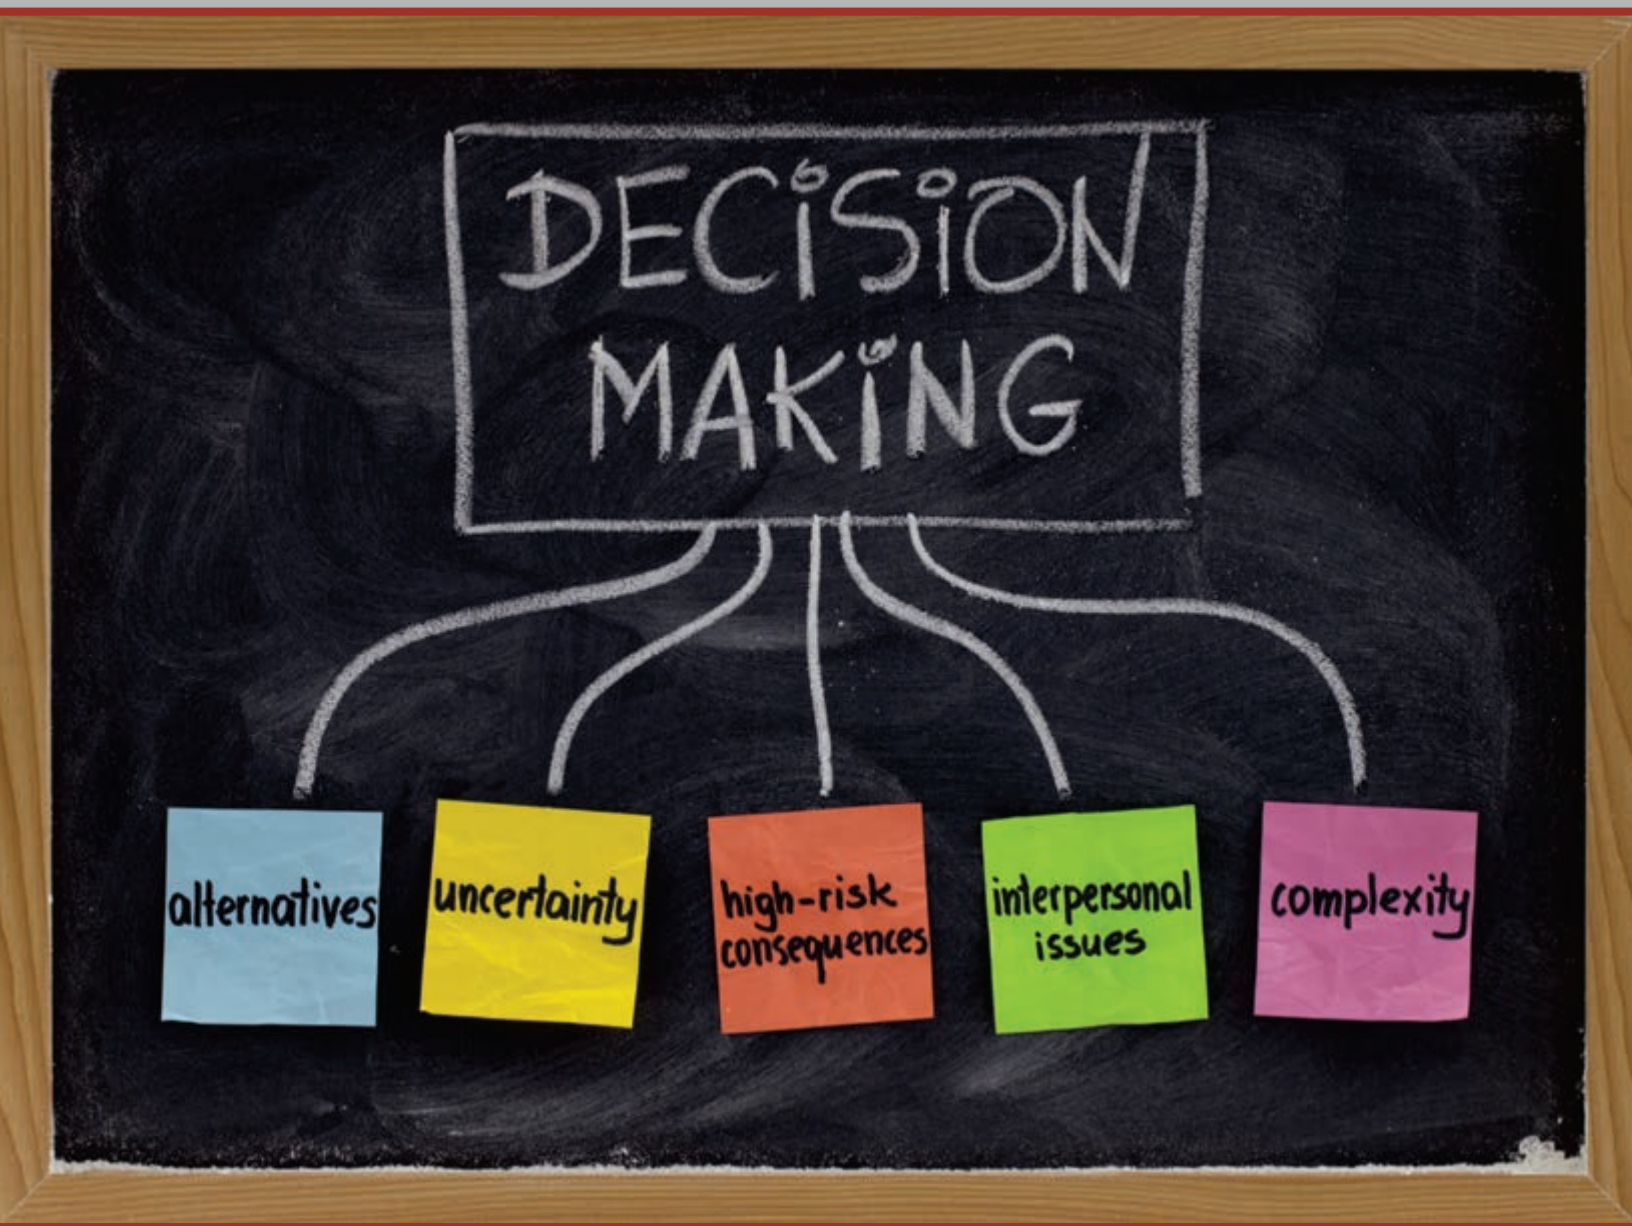 DECiSiON
MAKiNG
alternatives
uncertainty
high-risk
consequences
interpersonal
issues
complexity